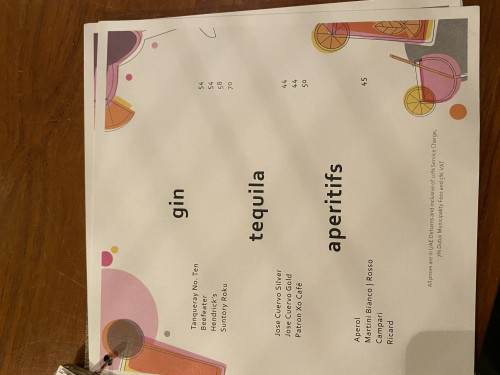 gin
Tanqueray No. Ten 54
Beefeater 54
Hendrick's 58
Suntory Roku 70
tequila
Jose Cuervo Silver 44
Jose Cuervo Gold 44
Patron Xo Café 50
aperitifs
Aperol 45
Martini Bianco | Rosso
Campari
Ricard
All prices are in UAE Dirhams and inclusive of 10% Service Charge,
7% Dubai Municipality Fees and 5% VAT